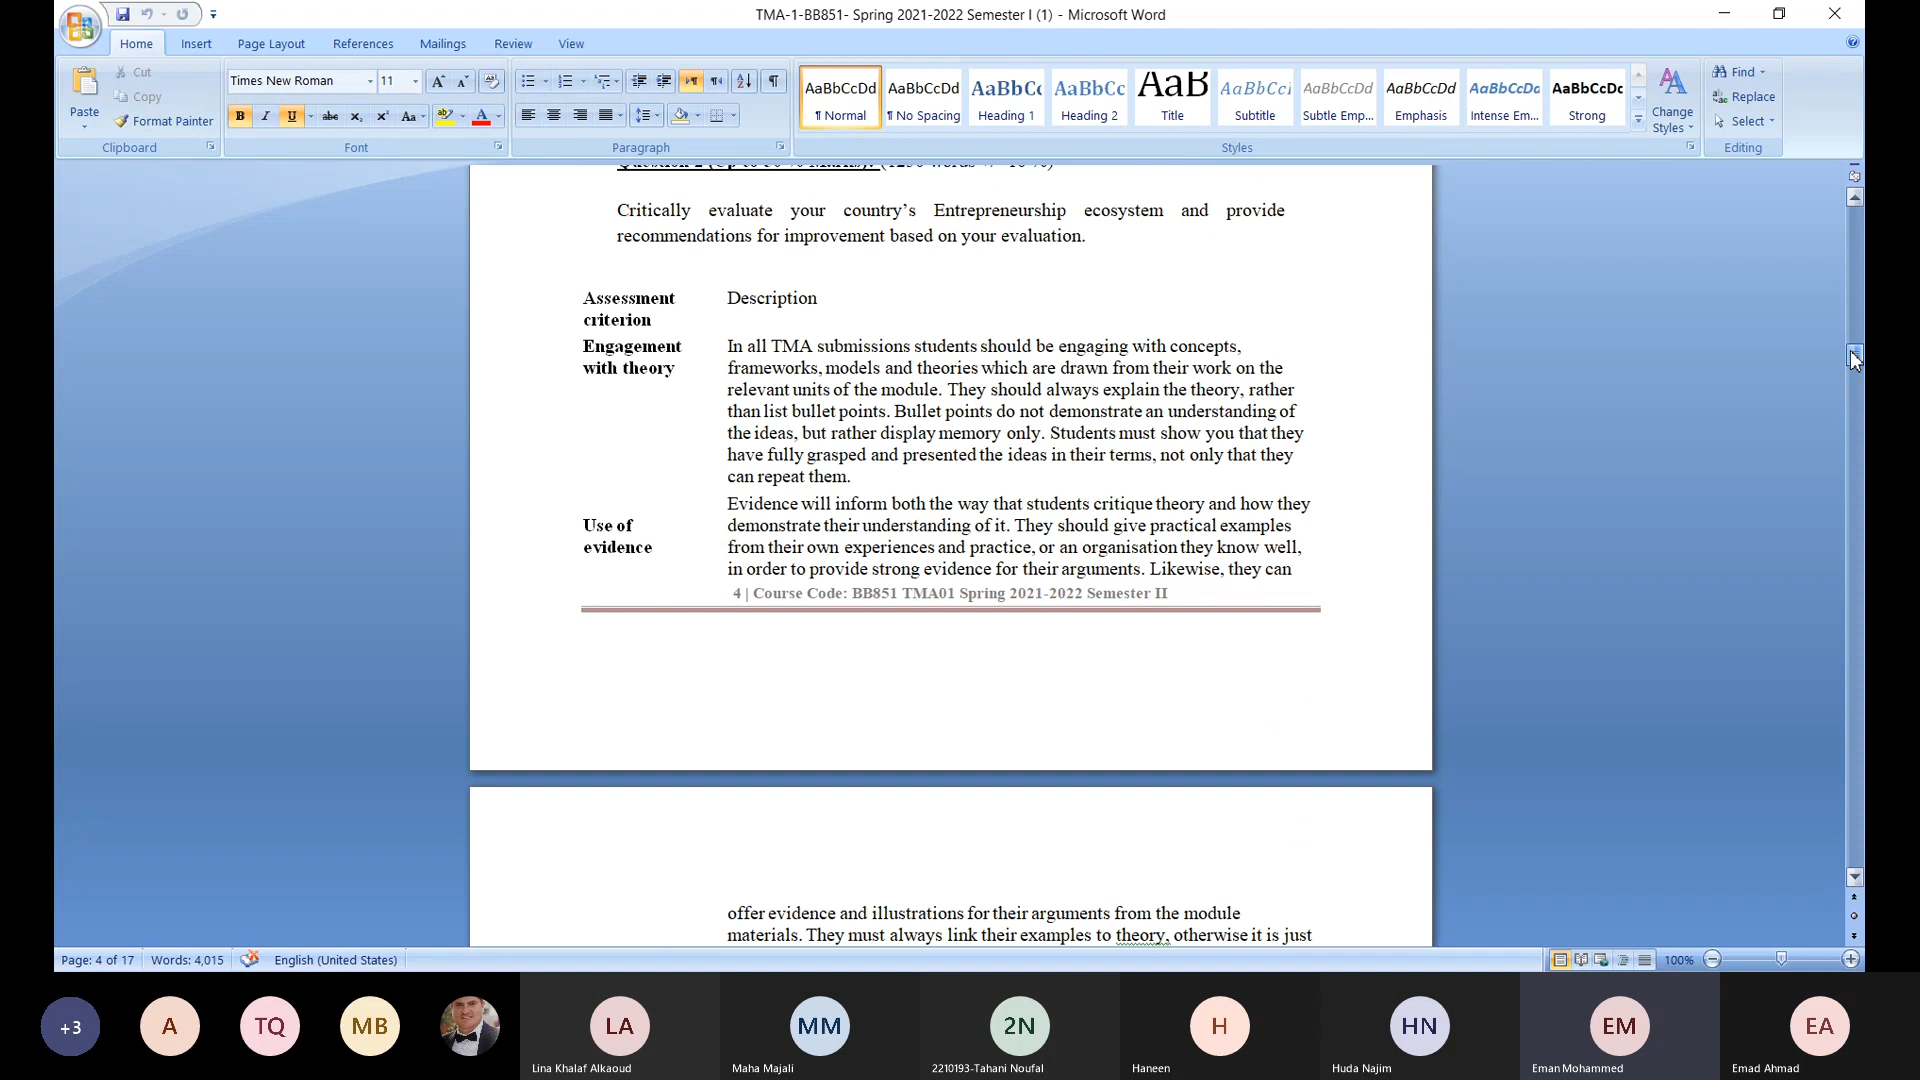 TMA-1-BB851- Spring 2021-2022 Semester I (1) - Microsoft Word
Home Insert Page Layout References Mailings Review View
Paste
Cut
Copy
Format Painter
Clipboard
Times New Roman 11
Font
Paragraph
AaBbCcDd AaBbCcDd AaBbCc AaBbCc AaB AaBbCcI AaBbCcDd AaBbCcDd AaBbCcDc AaBbCcDc
¶ Normal ¶ No Spacing Heading 1 Heading 2 Title Subtitle Subtle Emp... Emphasis Intense Em... Strong
Change Styles
Styles
Find
Replace
Select
Editing
Critically evaluate your country’s Entrepreneurship ecosystem and provide
recommendations for improvement based on your evaluation.
Assessment criterion
Description
Engagement with theory
In all TMA submissions students should be engaging with concepts,
frameworks, models and theories which are drawn from their work on the
relevant units of the module. They should always explain the theory, rather
than list bullet points. Bullet points do not demonstrate an understanding of
the ideas, but rather display memory only. Students must show you that they
have fully grasped and presented the ideas in their terms, not only that they
can repeat them.
Use of evidence
Evidence will inform both the way that students critique theory and how they
demonstrate their understanding of it. They should give practical examples
from their own experiences and practice, or an organisation they know well,
in order to provide strong evidence for their arguments. Likewise, they can
4 | Course Code: BB851 TMA01 Spring 2021-2022 Semester II
offer evidence and illustrations for their arguments from the module
materials. They must always link their examples to theory, otherwise it is just
Page: 4 of 17 Words: 4,015 English (United States) 100%
+3 A TQ MB LA MM 2N H HN EM EA
Lina Khalaf Alkaoud Maha Majali 2210193-Tahani Noufal Haneen Huda Najim Eman Mohammed Emad Ahmad